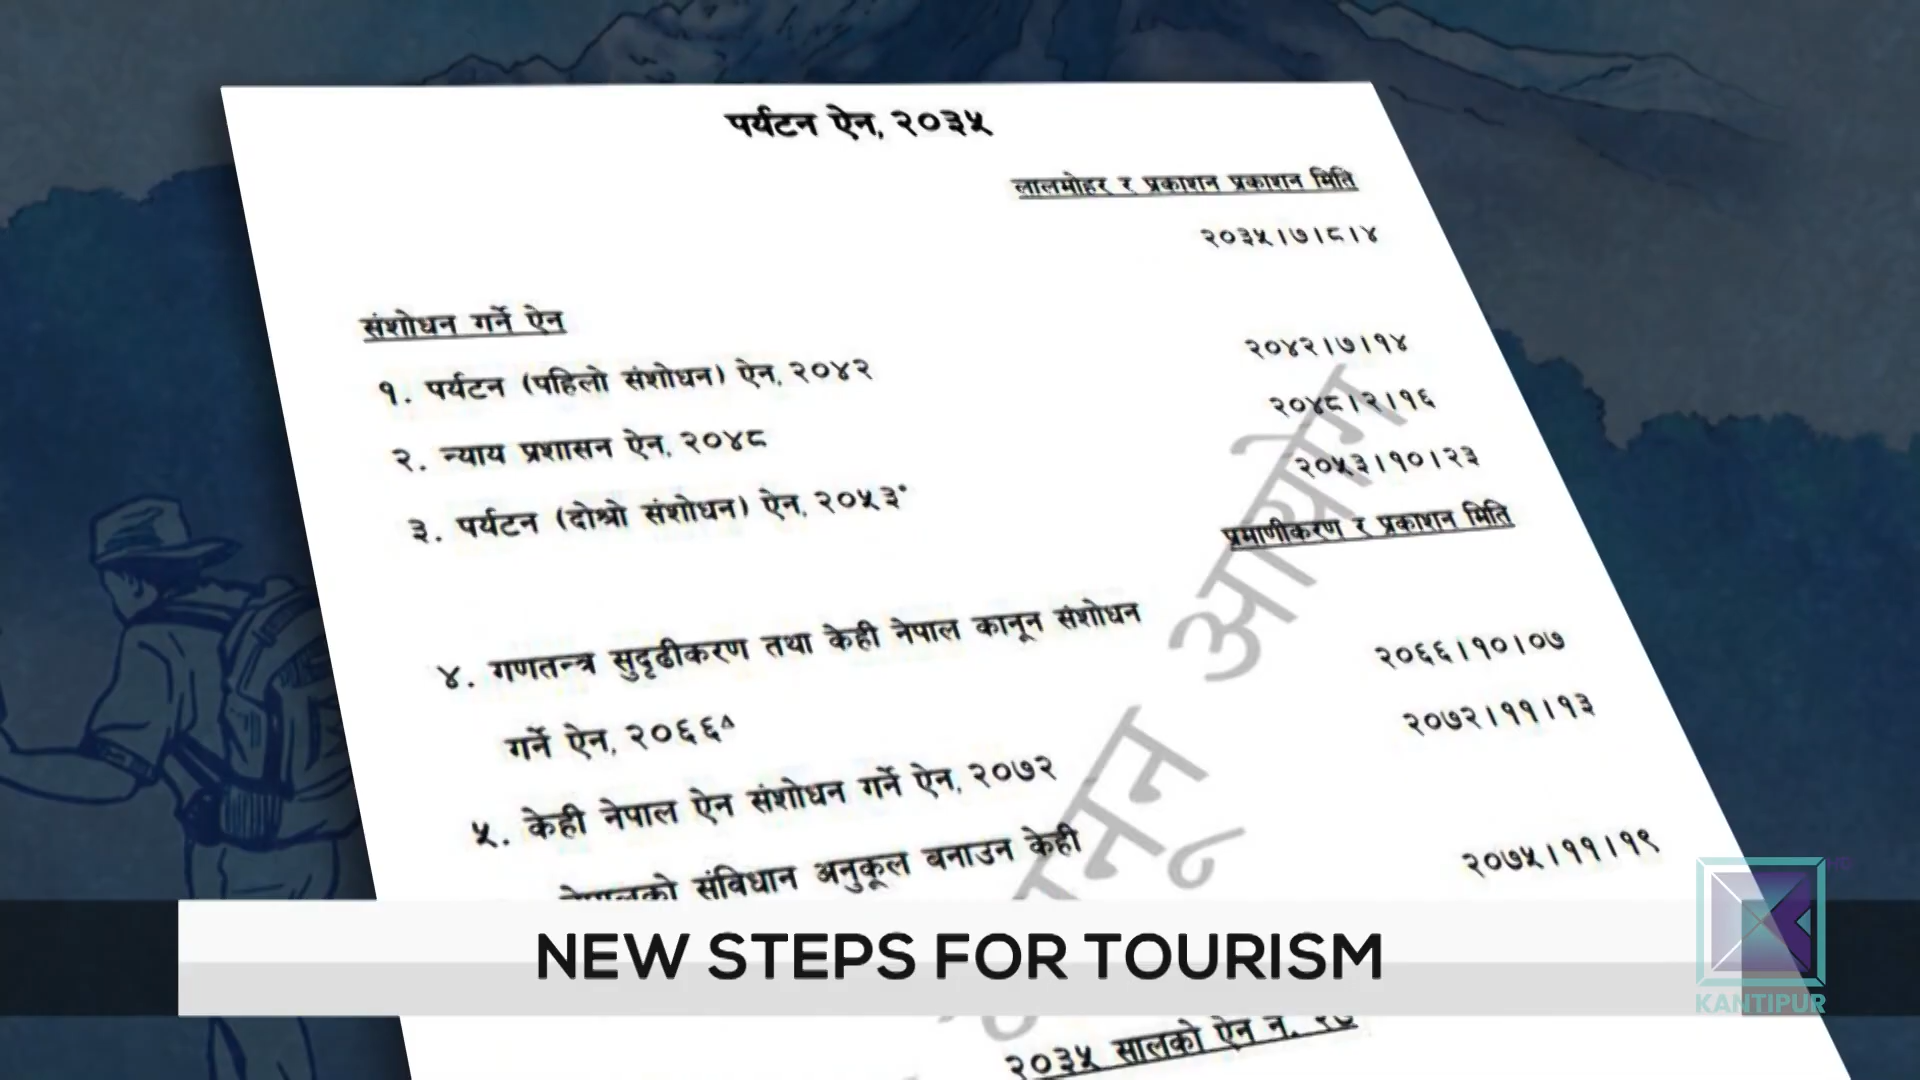 पर्यटन ऐन, २०३५
लालमोहर र प्रकाशन प्रकाशन मिति
२०३५।७।८।४
संशोधन गर्ने ऐन
१. पर्यटन (पहिलो संशोधन) ऐन, २०४२ २०४२।७।१४
२. न्याय प्रशासन ऐन, २०४८ २०४८।२।१६
३. पर्यटन (दोश्रो संशोधन) ऐन, २०५३* २०५३।१०।२३
प्रमाणीकरण र प्रकाशन मिति
४. गणतन्त्र सुदृढीकरण तथा केही नेपाल कानून संशोधन
गर्ने ऐन, २०६६∆ २०६६।१०।०७
५. केही नेपाल ऐन संशोधन गर्ने ऐन, २०७२ २०७२।११।१३
संविधान अनुकूल बनाउन केही
२०७५।११।१९
आयोग
NEW STEPS FOR TOURISM
KANTIPUR
२०३५ सालको ऐन नं.